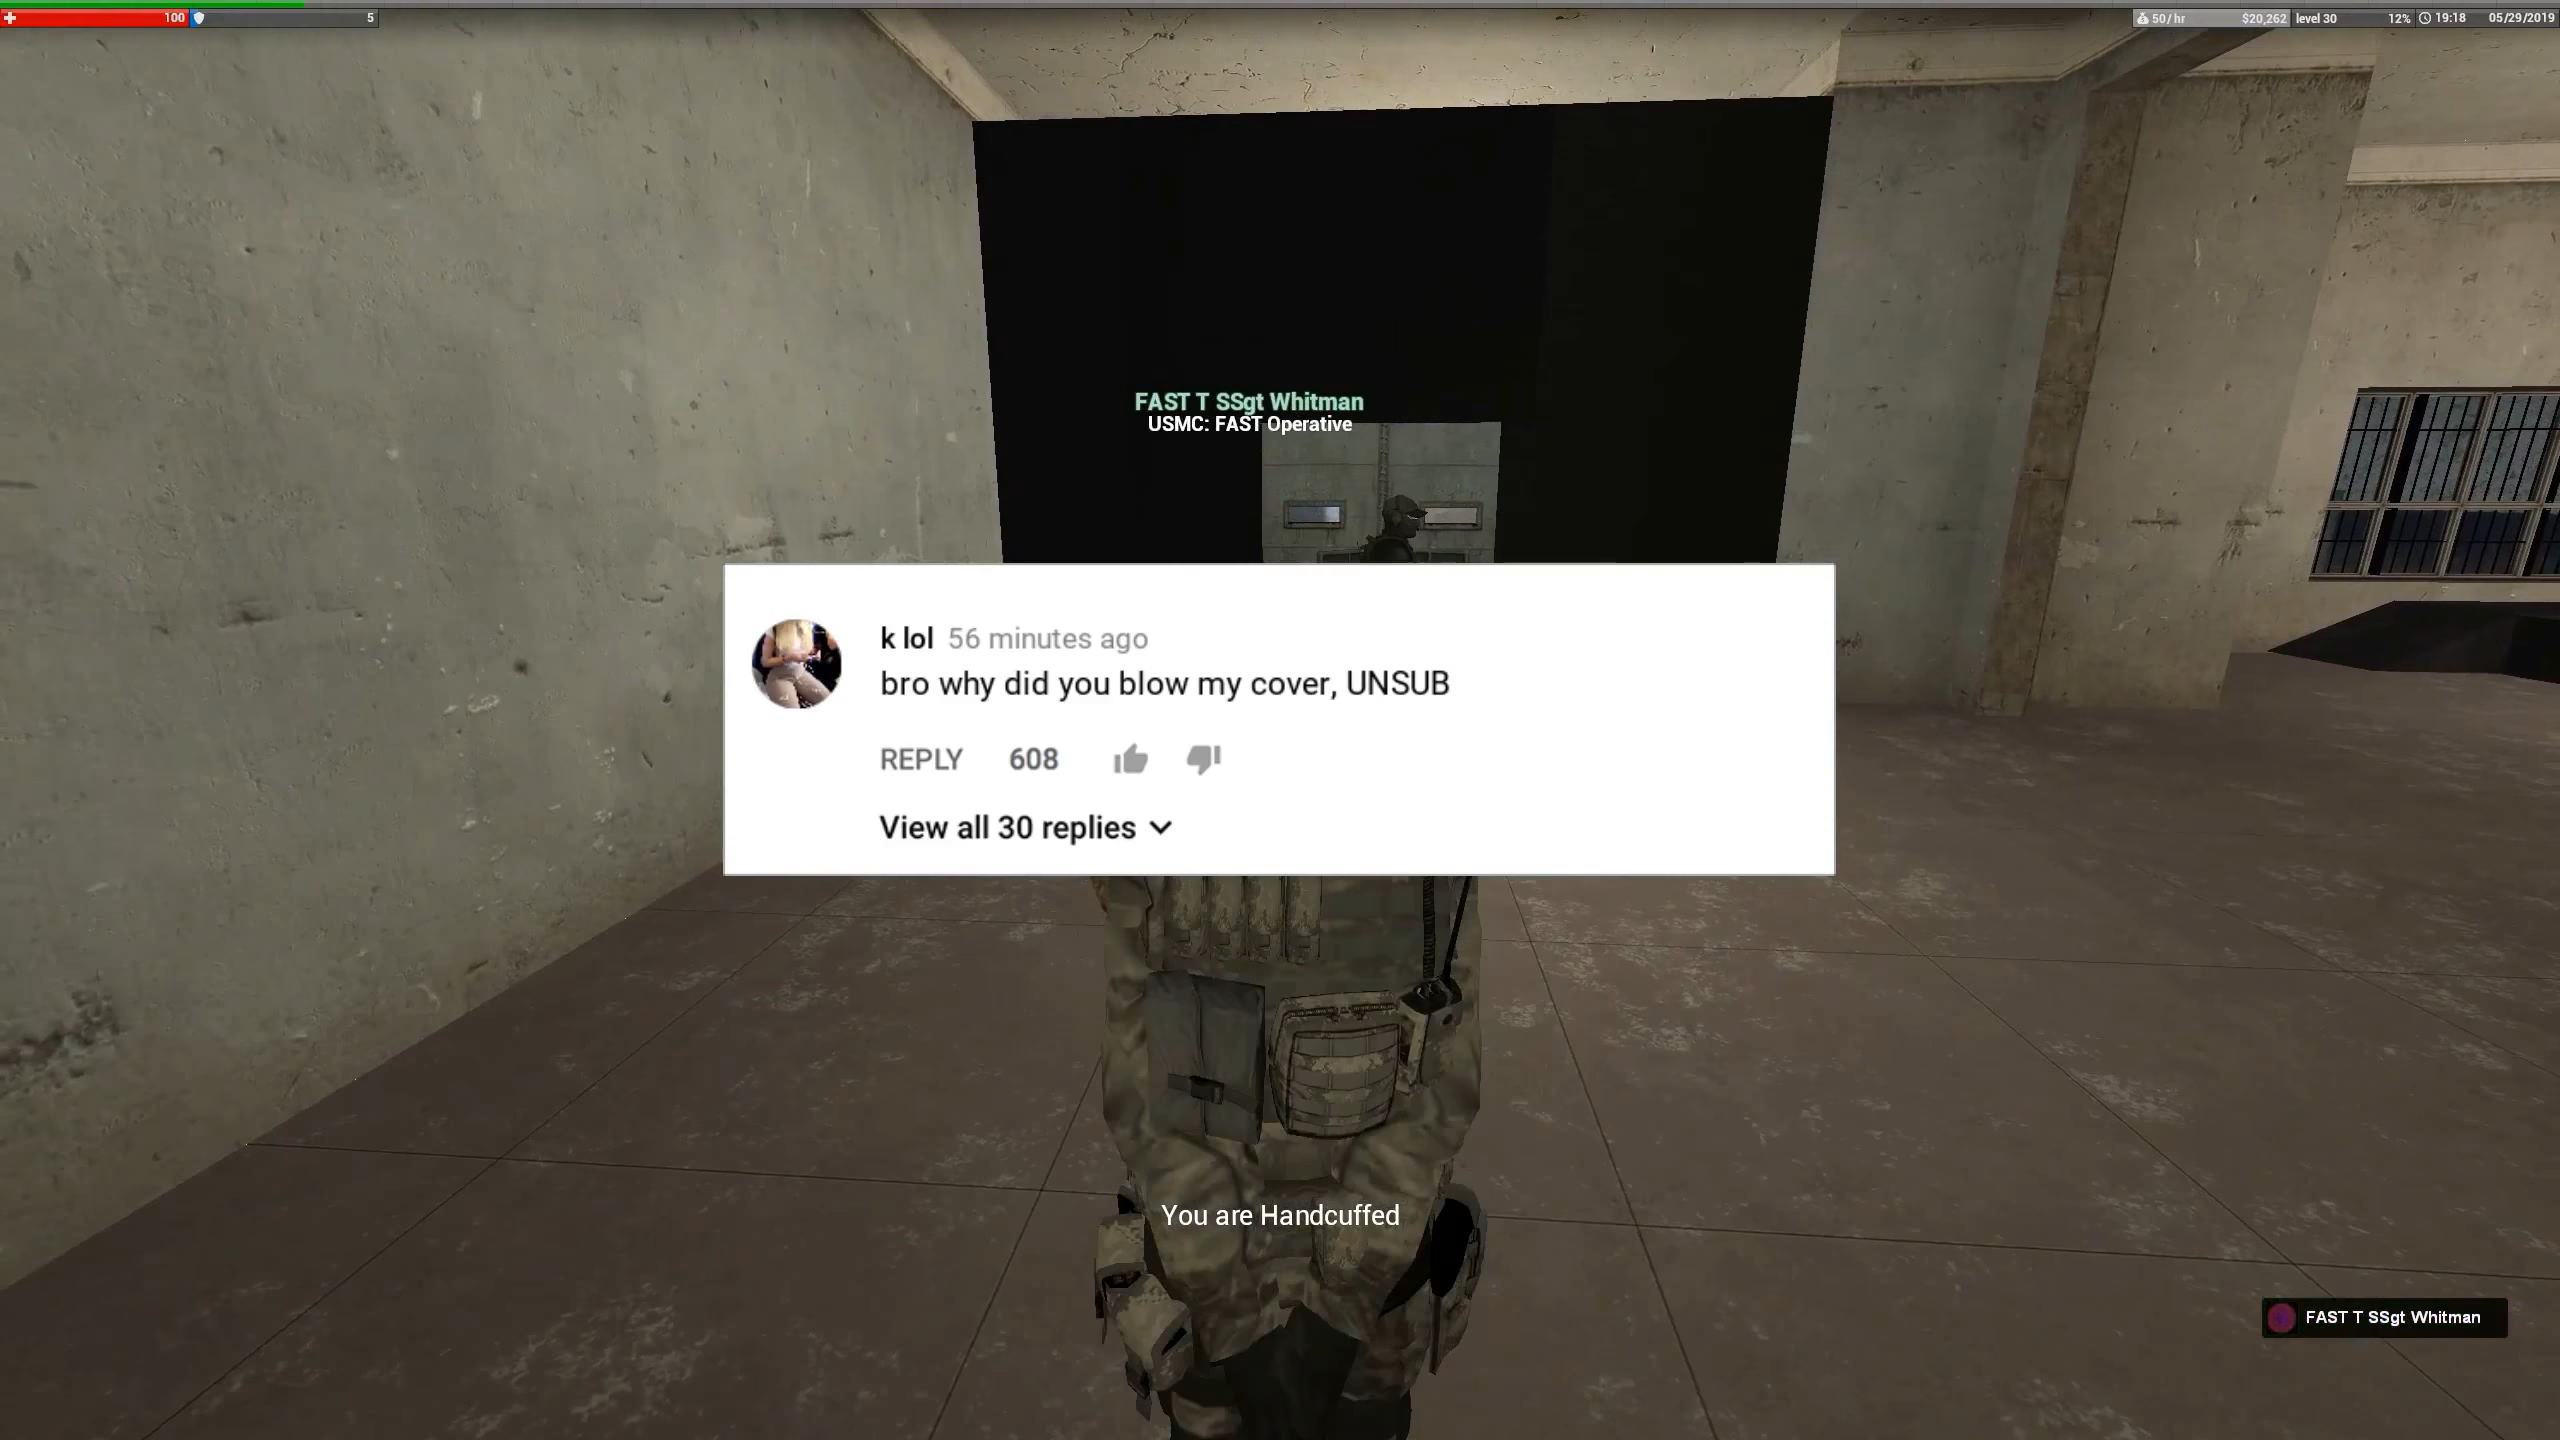 100
5
50/hr
$20,262
level 30
12%
19:18
05/29/2019
FAST T SSgt Whitman
USMC: FAST Operative
k lol 56 minutes ago
bro why did you blow my cover, UNSUB
REPLY 608
View all 30 replies
You are Handcuffed
FAST T SSgt Whitman